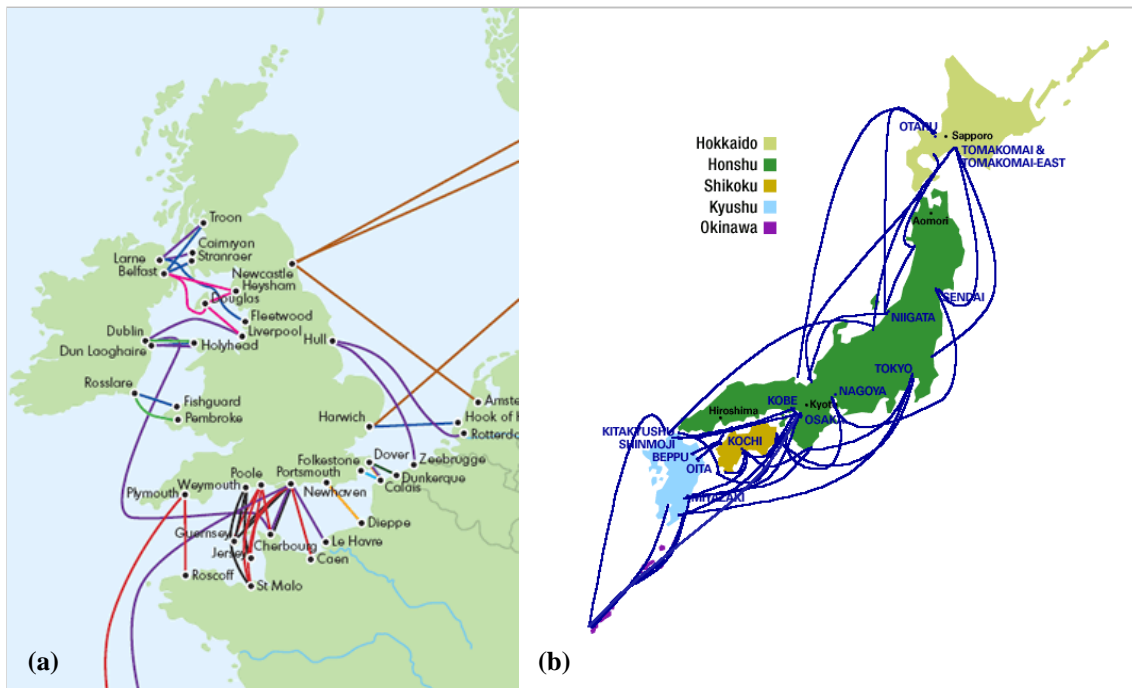 Troon
Cairnryan
Stranraer
Larne
Belfast
Newcastle
Heysham
Douglas
Fleetwood
Dublin
Liverpool
Hull
Dun Laoghaire
Holyhead
Rosslare
Fishguard
Pembroke
Amste
Harwich
Hook of H
Rotterdo
Folkestone
Dover
Zeebrugge
Weymouth
Poole
Portsmouth
Dunkerque
Plymouth
Newhaven
Calais
Dieppe
Guernsey
Le Havre
Jersey
Cherbourg
Caen
Roscoff
St Malo
(a)
OTARU
Sapporo
Hokkaido
TOMAKOMAI &
Honshu
TOMAKOMAI-EAST
Shikoku
Kyushu
Aomori
Okinawa
SENDAI
NIIGATA
TOKYO
NAGOYA
KOBE
Kyoto
Hiroshima
OSAKA
KITAKYUSHU
SHINMOJI
KOCHI
BEPPU
OITA
MIYAZAKI
(b)